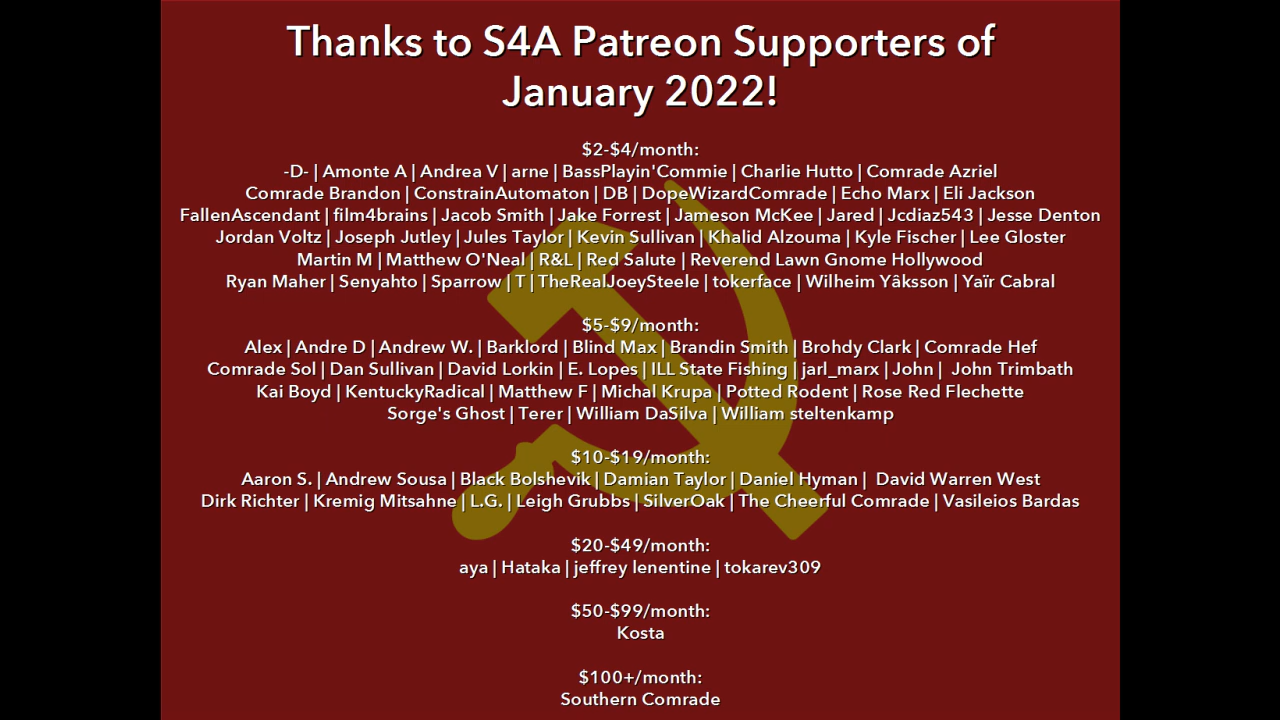 Thanks to S4A Patreon Supporters of
January 2022!
$2-$4/month:
-D- | Amonte A | Andrea V | arne | BassPlayin'Commie | Charlie Hutto | Comrade Azriel
Comrade Brandon | ConstrainAutomaton | DB | DopeWizardComrade | Echo Marx | Eli Jackson
FallenAscendant | film4brains | Jacob Smith | Jake Forrest | Jameson McKee | Jared | Jcdiaz543 | Jesse Denton
Jordan Voltz | Joseph Jutley | Jules Taylor | Kevin Sullivan | Khalid Alzouma | Kyle Fischer | Lee Gloster
Martin M | Matthew O'Neal | R&L | Red Salute | Reverend Lawn Gnome Hollywood
Ryan Maher | Senyahto | Sparrow | T | TheRealJoeySteele | tokerface | Wilheim Yâksson | Yaïr Cabral
$5-$9/month:
Alex | Andre D | Andrew W. | Barklord | Blind Max | Brandin Smith | Brohdy Clark | Comrade Hef
Comrade Sol | Dan Sullivan | David Lorkin | E. Lopes | ILL State Fishing | jarl_marx | John |  John Trimbath
Kai Boyd | KentuckyRadical | Matthew F | Michal Krupa | Potted Rodent | Rose Red Flechette
Sorge's Ghost | Terer | William DaSilva | William steltenkamp
$10-$19/month:
Aaron S. | Andrew Sousa | Black Bolshevik | Damian Taylor | Daniel Hyman |  David Warren West
Dirk Richter | Kremig Mitsahne | L.G. | Leigh Grubbs | SilverOak | The Cheerful Comrade | Vasileios Bardas
$20-$49/month:
aya | Hataka | jeffrey lenentine | tokarev309
$50-$99/month:
Kosta
$100+/month:
Southern Comrade